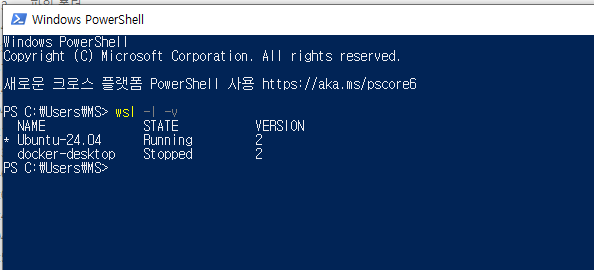 Windows PowerShell
Windows PowerShell
Copyright (C) Microsoft Corporation. All rights reserved.
새로운 크로스 플랫폼 PowerShell 사용 https://aka.ms/pscore6
PS C:₩Users₩MS> wsl -l -v
NAME STATE VERSION
* Ubuntu-24.04 Running 2
docker-desktop Stopped 2
PS C:₩Users₩MS>